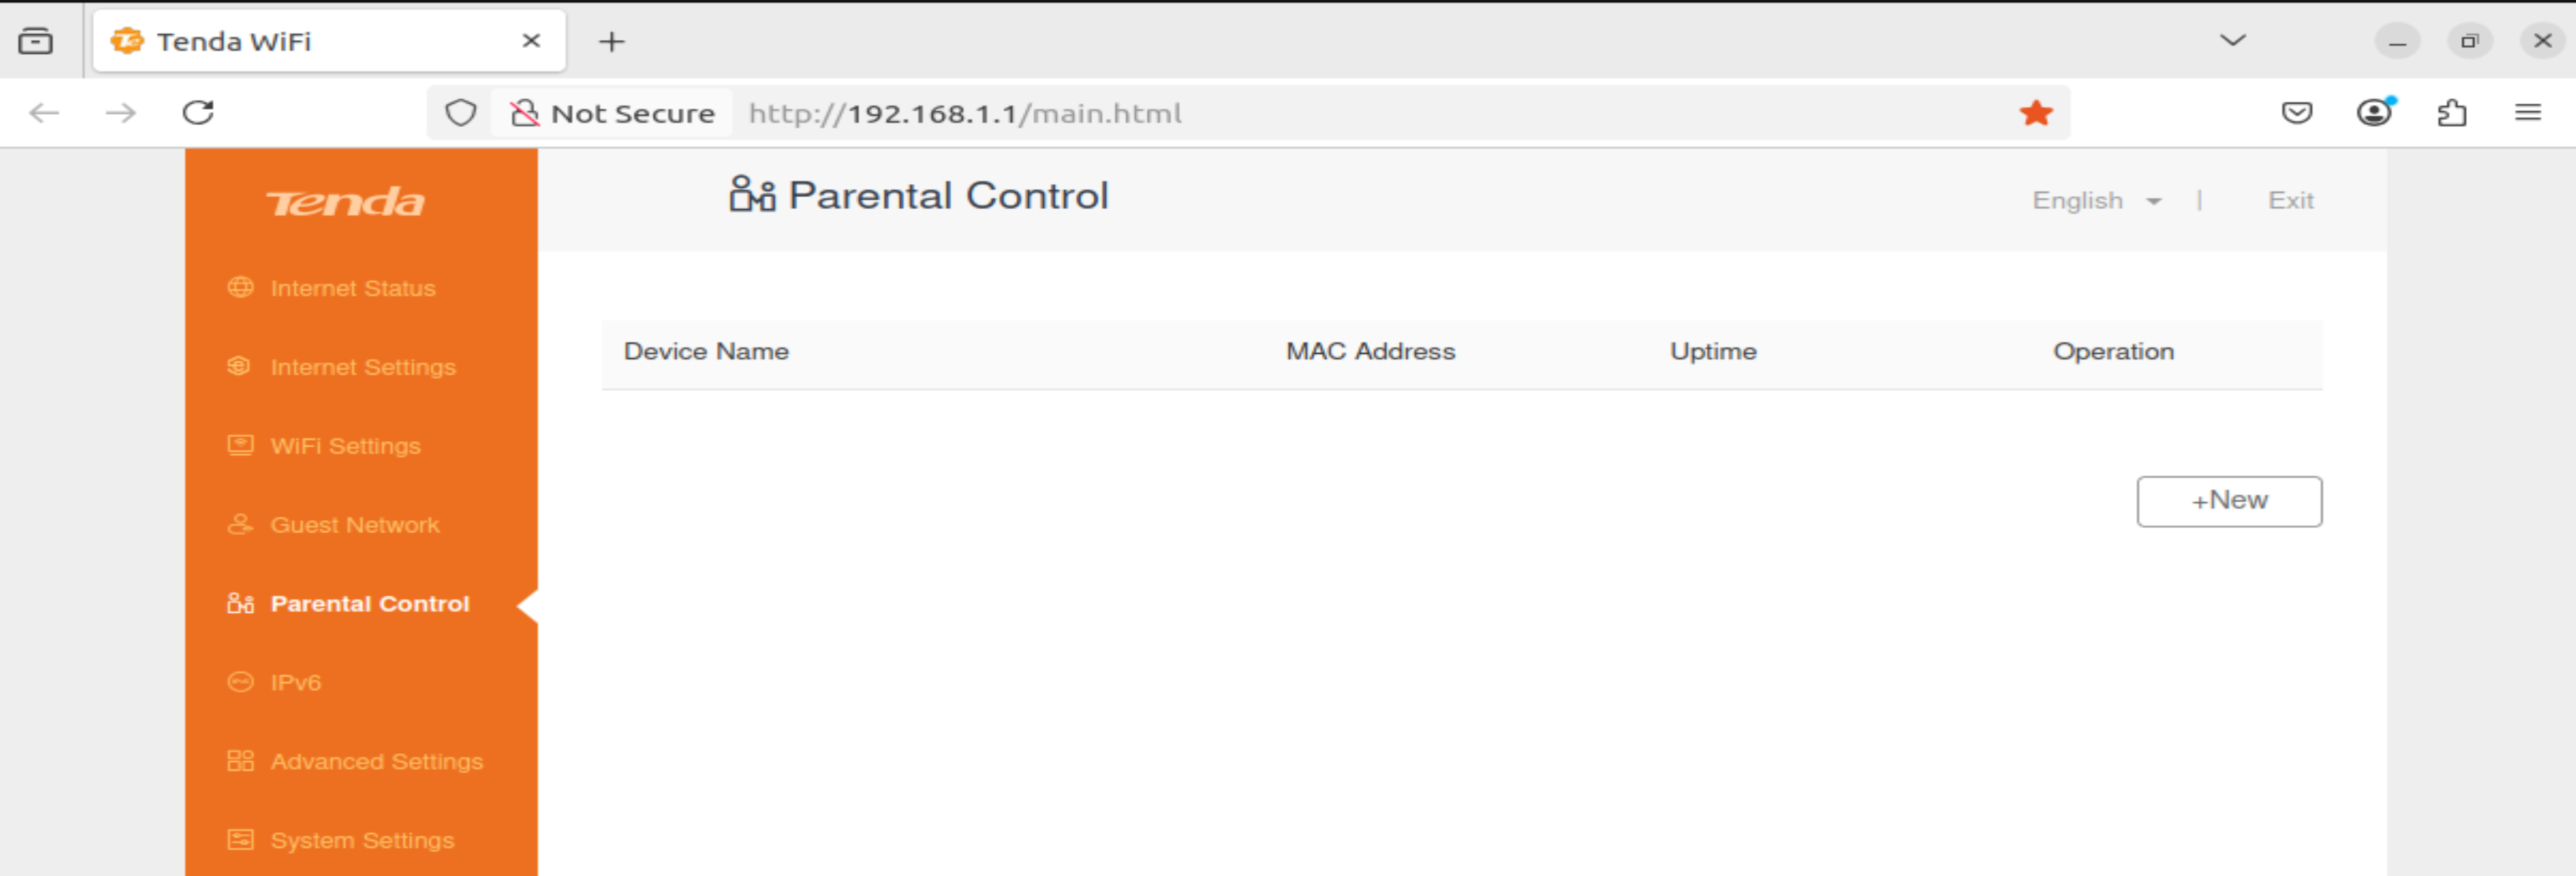 Tenda WiFi
Not Secure http://192.168.1.1/main.html
Tenda
Parental Control
English | Exit
Internet Status
Internet Settings
WiFi Settings
Guest Network
Parental Control
IPv6
Advanced Settings
System Settings
Device Name MAC Address Uptime Operation
+New